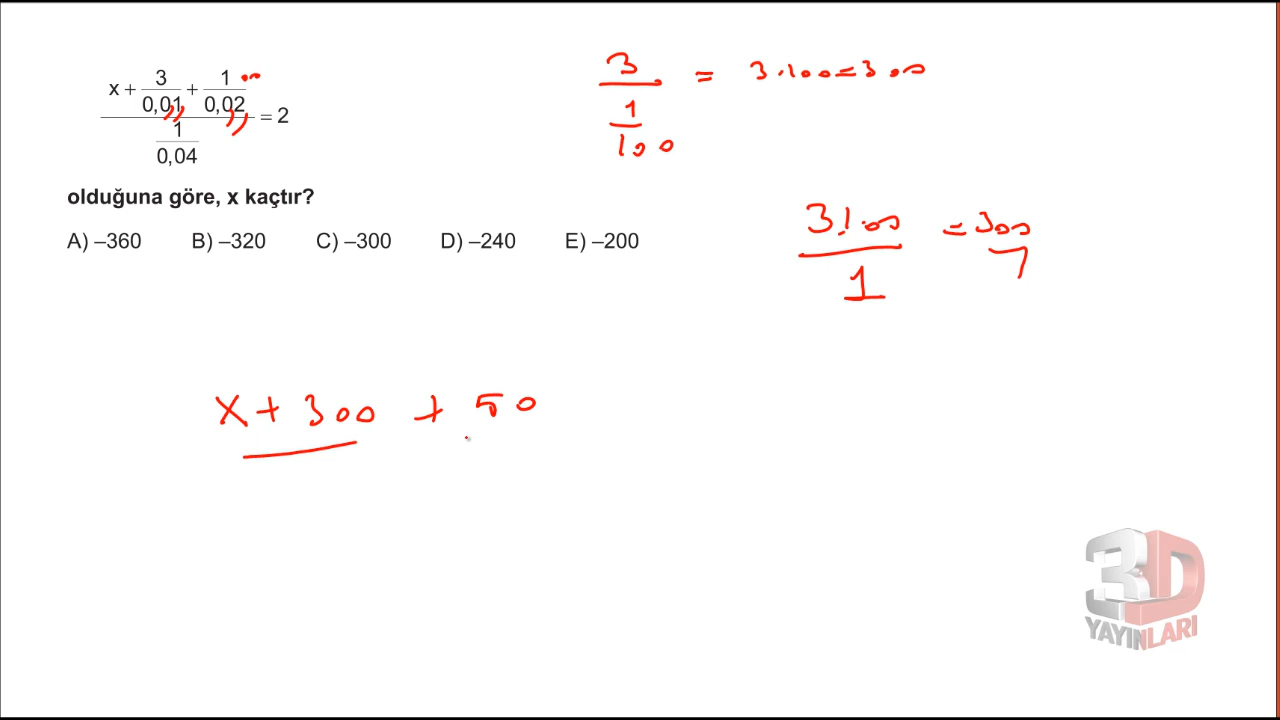 x + 3/0,01 + 1/0,02 00
1/0,04
= 2
olduğuna göre, x kaçtır?
A) –360 B) –320 C) –300 D) –240 E) –200
3/(1/100) = 3.100=300
3.100/1 = 300
x + 300 + 50
3D
YAYINLARI